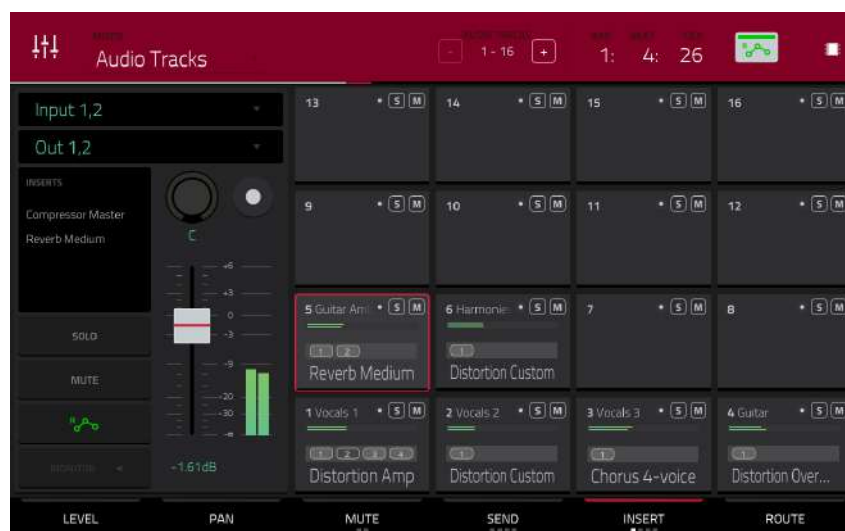 Audio Tracks
- 1 - 16 +
1: 4: 26
Input 1,2
Out 1,2
INSERTS
Compressor Master
Reverb Medium
C
+6
+3
0
-3
-9
-20
-30
-∞
SOLO
MUTE
R
MONITOR
-1.61dB
13 S M
14 S M
15 S M
16 S M
9 S M
10 S M
11 S M
12 S M
5 Guitar Am S M
1 2
Reverb Medium
6 Harmonie S M
1
Distortion Custom
7 S M
8 S M
1 Vocals 1 S M
1 2 3 4
Distortion Amp
2 Vocals 2 S M
1
Distortion Custom
3 Vocals 3 S M
1
Chorus 4-voice
4 Guitar S M
1
Distortion Over...
LEVEL
PAN
MUTE
SEND
INSERT
ROUTE